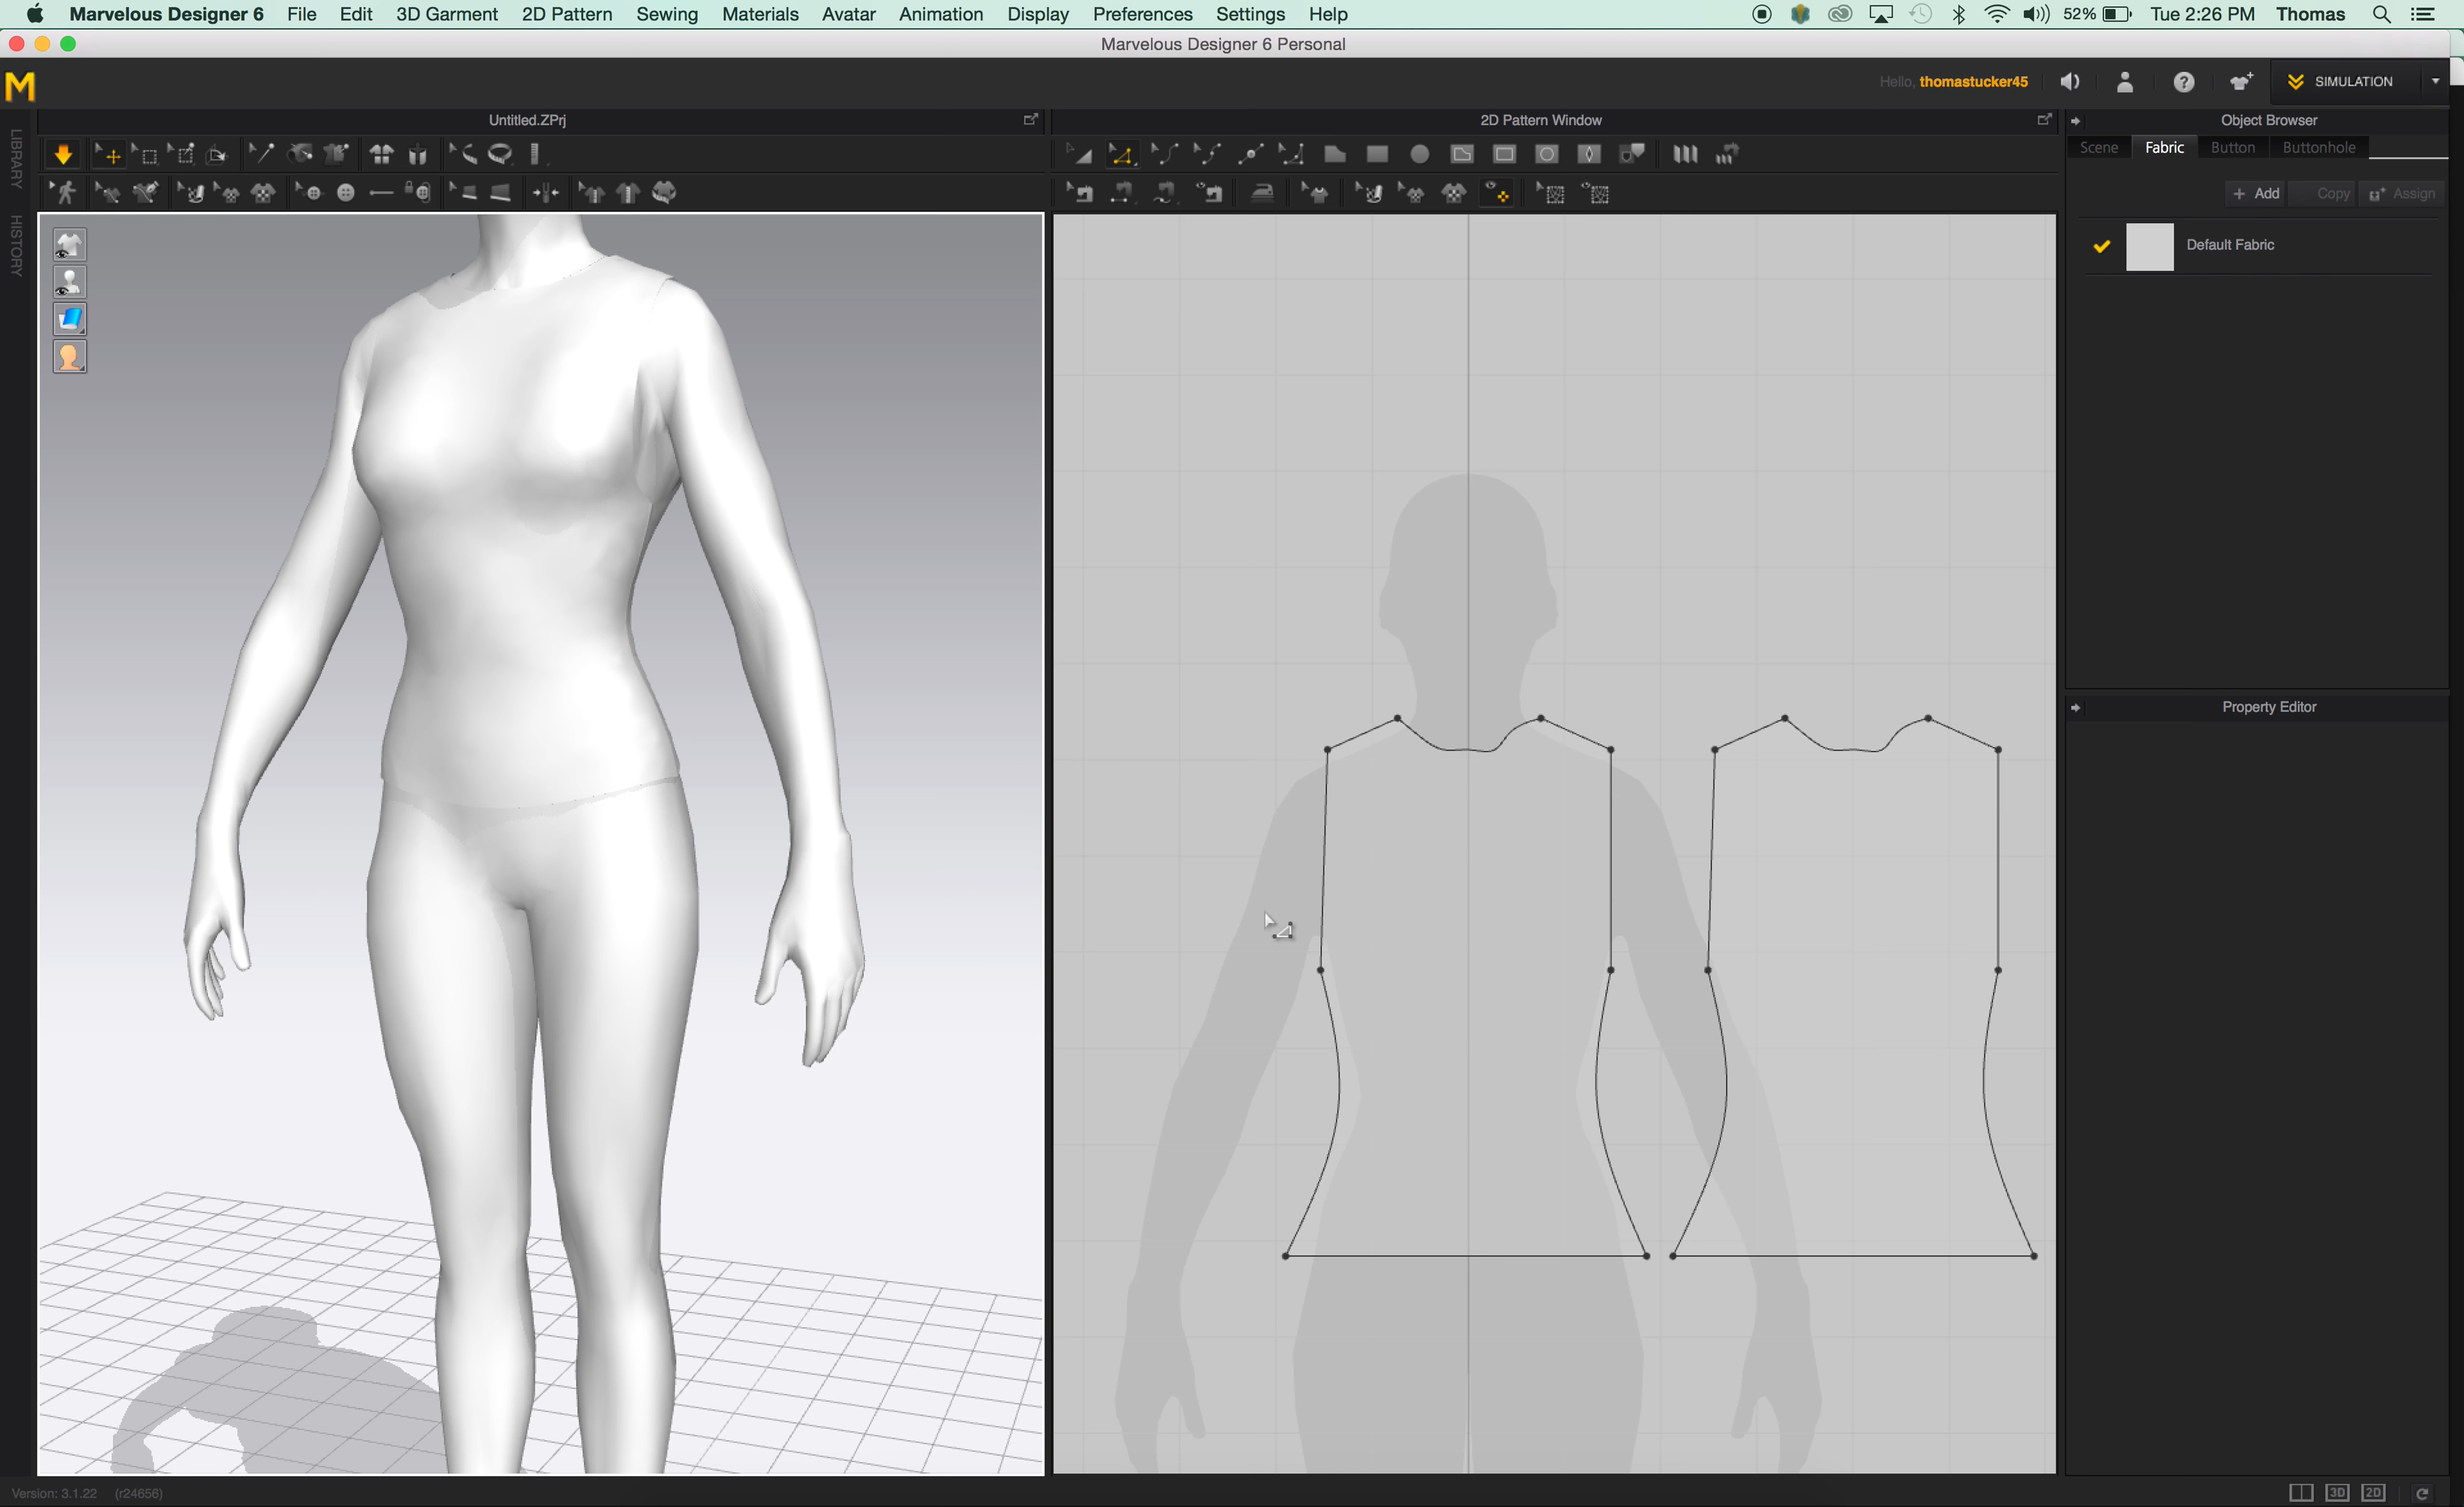 Marvelous Designer 6 File Edit 3D Garment 2D Pattern Sewing Materials Avatar Animation Display Preferences Settings Help 52% Tue 2:26 PM Thomas
Marvelous Designer 6 Personal
M Hello, thomastucker45 ? SIMULATION
Untitled.ZPrj 2D Pattern Window Object Browser
Scene Fabric Button Buttonhole
+ Add Copy Assign
LIBRARY
HISTORY
Default Fabric
Property Editor
Version: 3.1.22 (r24656) 3D 2D